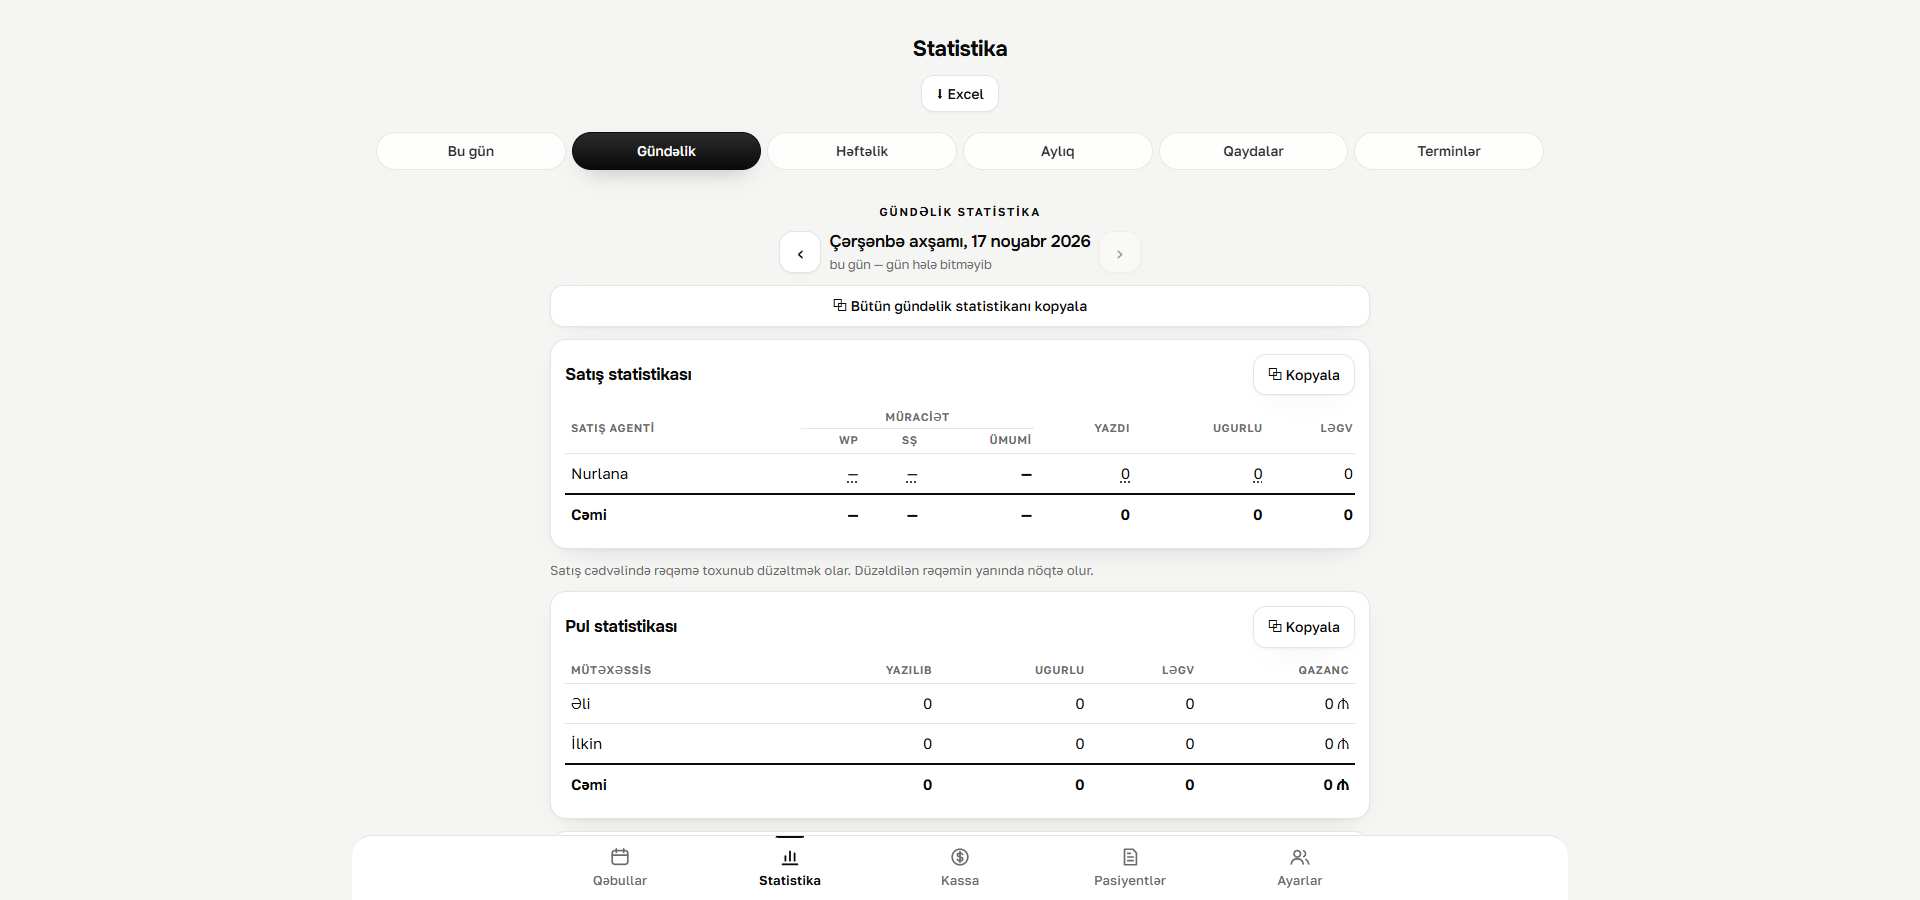 Statistika
⭳ Excel
Bu gün
Gündəlik
Həftəlik
Aylıq
Qaydalar
Terminlər
GÜNDƏLİK STATİSTİKA
‹
Çərşənbə axşamı, 17 noyabr 2026
›
bu gün — gün hələ bitməyib
Bütün gündəlik statistikanı kopyala
Satış statistikası
Kopyala
SATIŞ AGENTİ MÜRACİƏT YAZDI UGURLU LƏGV
WP SŞ ÜMUMİ
Nurlana — — — 0 0 0
Cəmi — — — 0 0 0
Satış cədvəlində rəqəmə toxunub düzəltmək olar. Düzəldilən rəqəmin yanında nöqtə olur.
Pul statistikası
Kopyala
MÜTƏXƏSSİS YAZILIB UGURLU LƏGV QAZANC
Əli 0 0 0 0 ₼
İlkin 0 0 0 0 ₼
Cəmi 0 0 0 0 ₼
Qəbullar
Statistika
Kassa
Pasiyentlər
Ayarlar